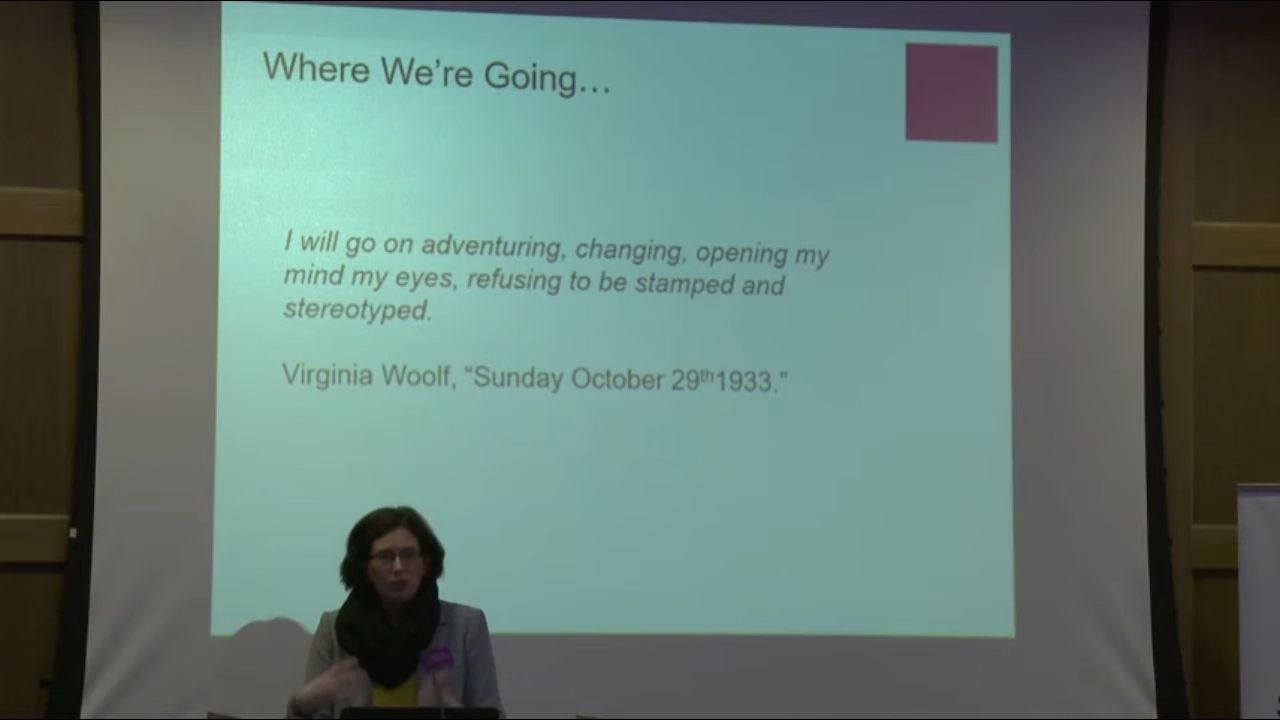 Where We're Going…
I will go on adventuring, changing, opening my
mind my eyes, refusing to be stamped and
stereotyped.
Virginia Woolf, “Sunday October 29th1933.”